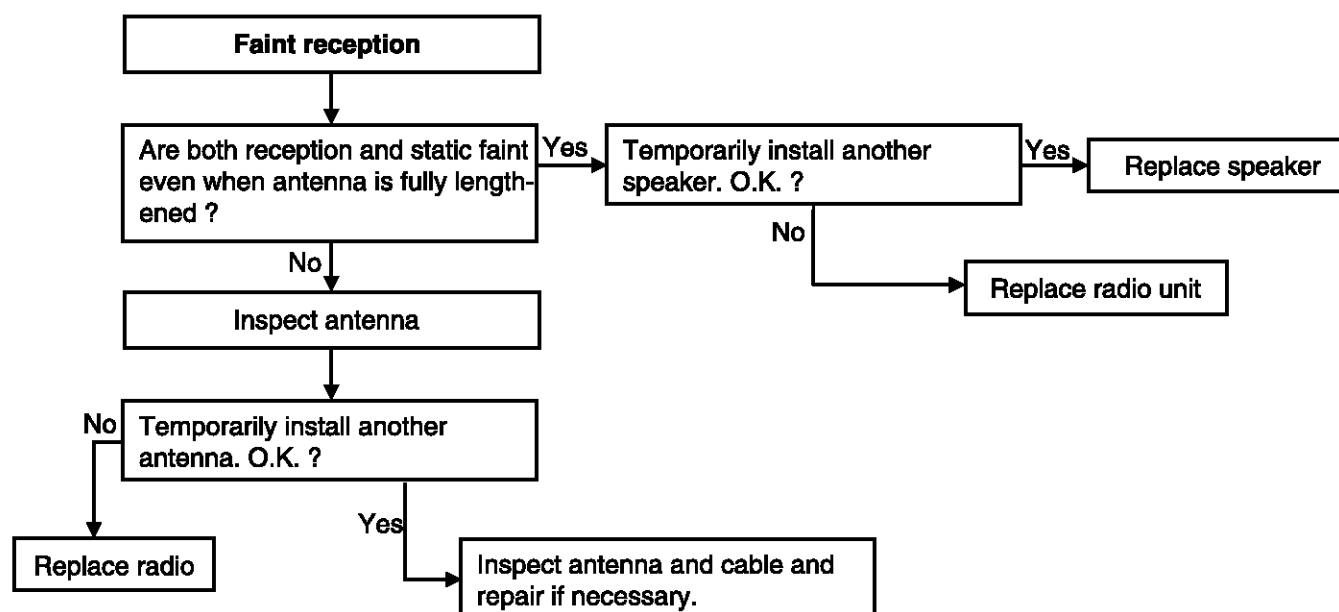 Faint reception
Are both reception and static faint
even when antenna is fully length-
ened ?
Yes
Temporarily install another
speaker. O.K. ?
Yes
Replace speaker
No
Replace radio unit
No
Inspect antenna
No
Temporarily install another
antenna. O.K. ?
Yes
Replace radio
Inspect antenna and cable and
repair if necessary.